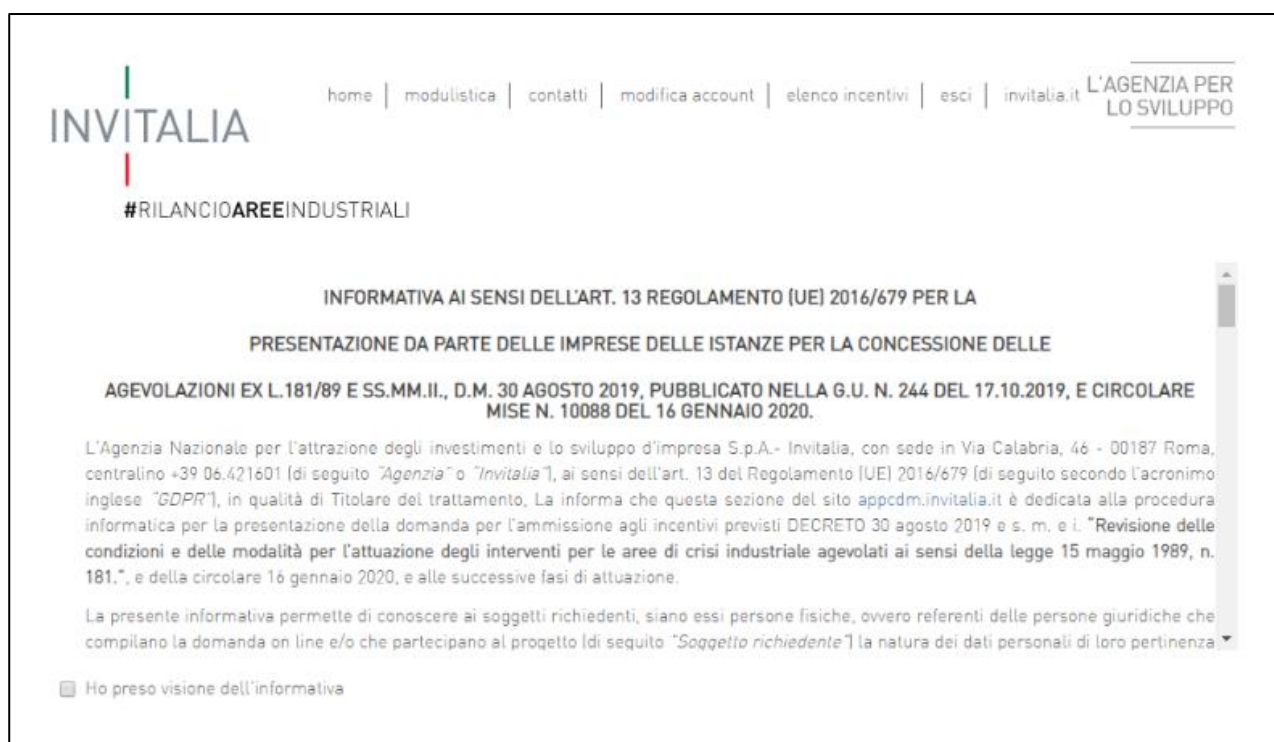 INVITALIA
home | modulistica | contatti | modifica account | elenco incentivi | esci | invitalia.it
L'AGENZIA PER
LO SVILUPPO
#RILANCIOAREEINDUSTRIALI
INFORMATIVA AI SENSI DELL'ART. 13 REGOLAMENTO (UE) 2016/679 PER LA
PRESENTAZIONE DA PARTE DELLE IMPRESE DELLE ISTANZE PER LA CONCESSIONE DELLE
AGEVOLAZIONI EX L.181/89 E SS.MM.II., D.M. 30 AGOSTO 2019, PUBBLICATO NELLA G.U. N. 244 DEL 17.10.2019, E CIRCOLARE
MISE N. 10088 DEL 16 GENNAIO 2020.
L'Agenzia Nazionale per l'attrazione degli investimenti e lo sviluppo d'impresa S.p.A.- Invitalia, con sede in Via Calabria, 46 - 00187 Roma,
centralino +39 06.421601 (di seguito "Agenzia" o "Invitalia"), ai sensi dell'art. 13 del Regolamento (UE) 2016/679 (di seguito secondo l'acronimo
inglese "GDPR"), in qualità di Titolare del trattamento, La informa che questa sezione del sito appcdm.invitalia.it è dedicata alla procedura
informatica per la presentazione della domanda per l'ammissione agli incentivi previsti DECRETO 30 agosto 2019 e s. m. e i. "Revisione delle
condizioni e delle modalità per l'attuazione degli interventi per le aree di crisi industriale agevolati ai sensi della legge 15 maggio 1989, n.
181.", e della circolare 16 gennaio 2020, e alle successive fasi di attuazione.
La presente informativa permette di conoscere ai soggetti richiedenti, siano essi persone fisiche, ovvero referenti delle persone giuridiche che
compilano la domanda on line e/o che partecipano al progetto (di seguito "Soggetto richiedente") la natura dei dati personali di loro pertinenza
Ho preso visione dell'informativa